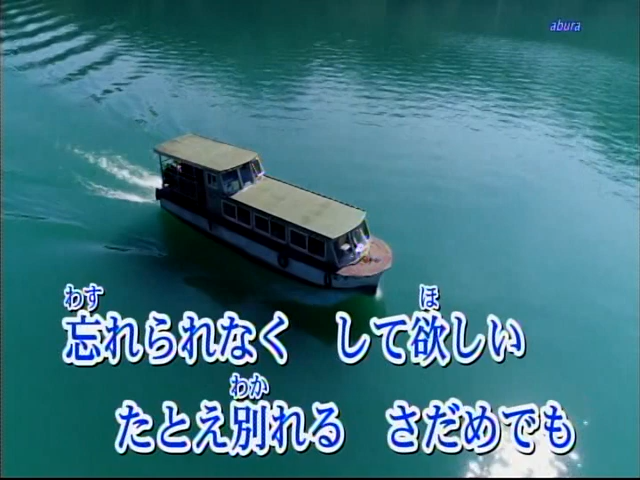 abura
わす ほ
忘れられなく して欲しい
わか
たとえ別れる さだめでも